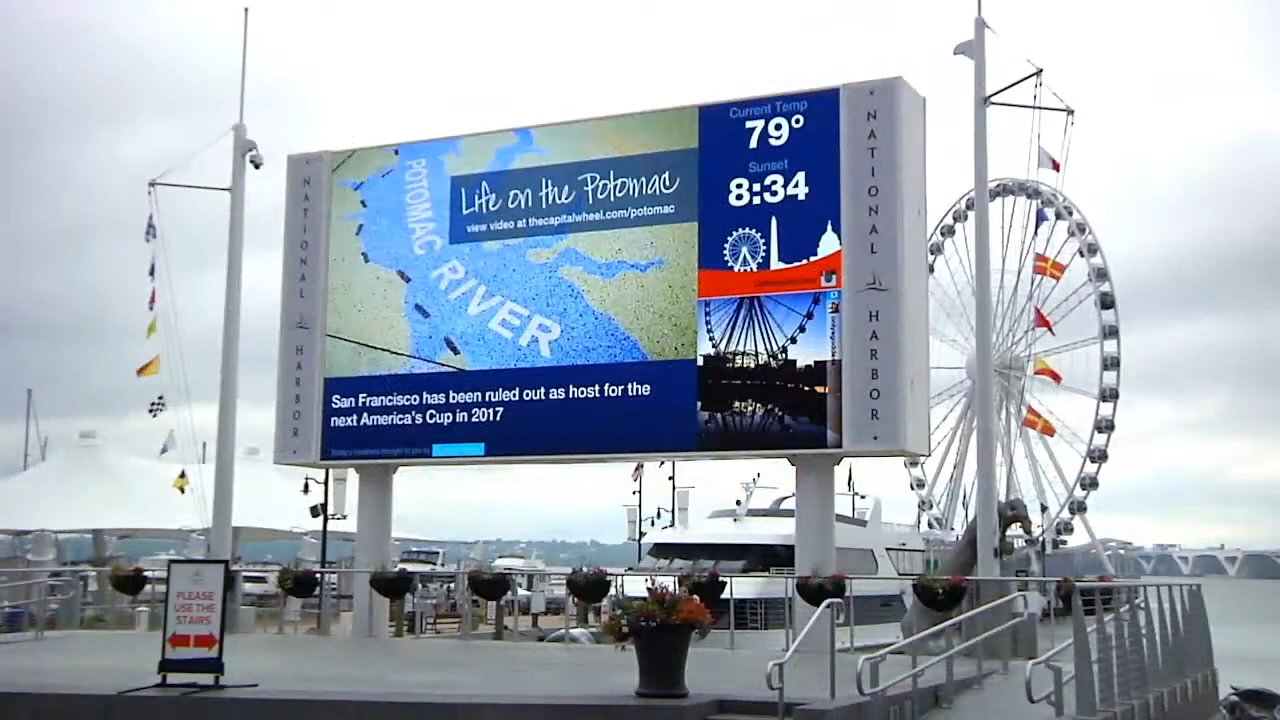 NATIONAL HARBOR
POTOMAC RIVER
Life on the Potomac
view video at thecapitalwheel.com/potomac
San Francisco has been ruled out as host for the
next America's Cup in 2017
Current Temp
79°
Sunset
8:34
NATIONAL HARBOR
PLEASE
USE THE
STAIRS